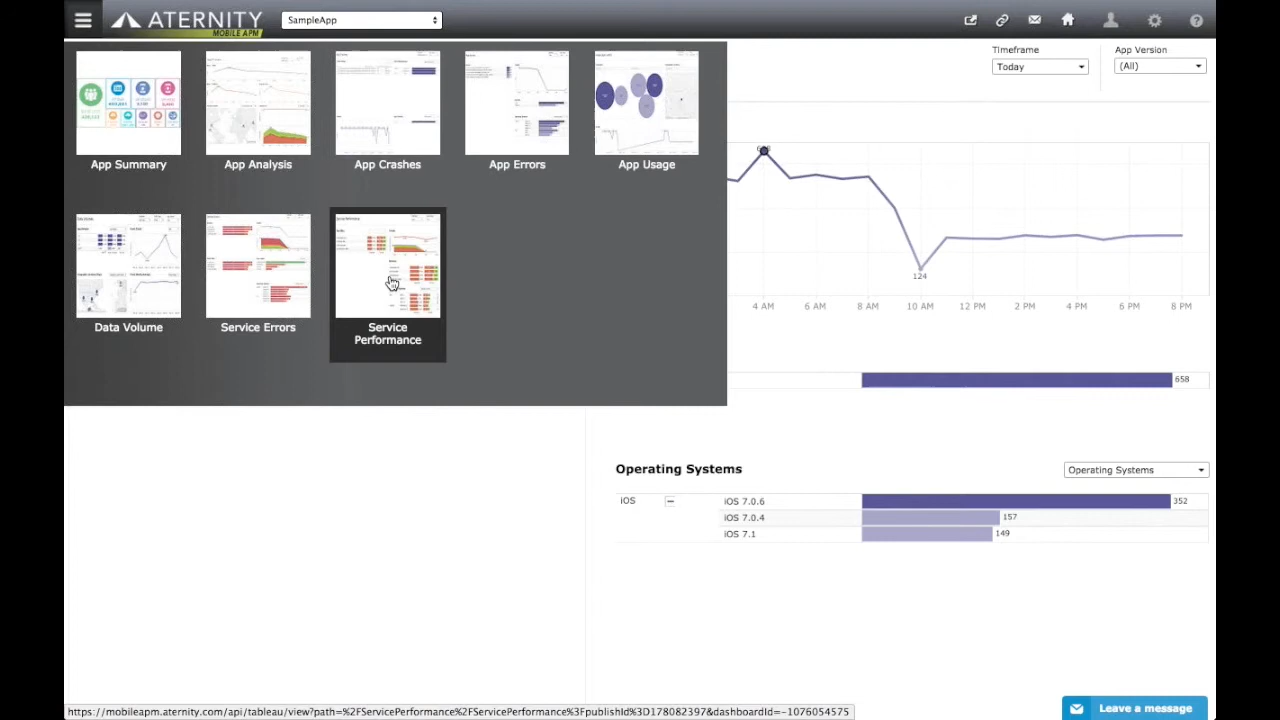 ATERNITY
MOBILE APM
SampleApp
Timeframe
App Version
Today
(All)
App Summary
App Analysis
App Crashes
App Errors
App Usage
Data Volume
Service Errors
Service
Performance
124
4 AM
6 AM
8 AM
10 AM
12 PM
2 PM
4 PM
6 PM
8 PM
658
Operating Systems
Operating Systems
iOS
iOS 7.0.6
352
iOS 7.0.4
157
iOS 7.1
149
https://mobileapm.aternity.com/api/tableau/view?path=%2FServicePerformance%2FServicePerformance%3FpublishId%3D178082397&dashboardId=-1076054575
Leave a message